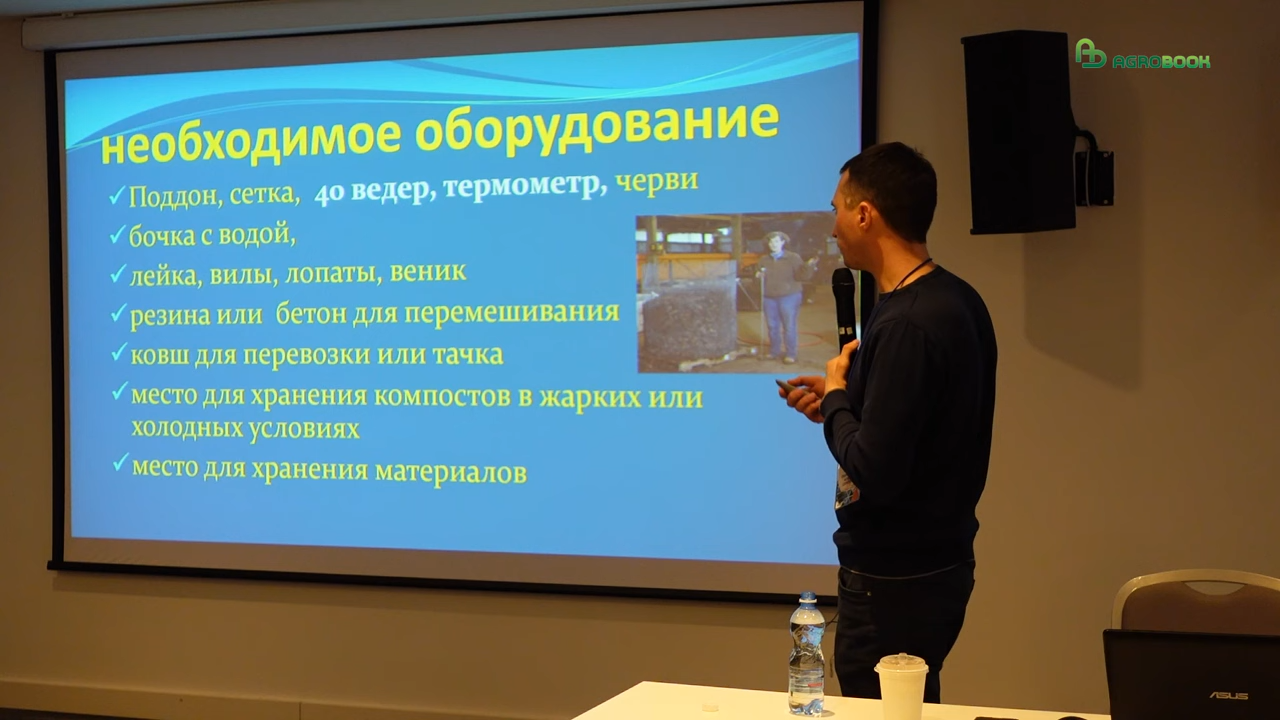 AGROBOOK
необходимое оборудование
Поддон, сетка, 40 ведер, термометр, черви
бочка с водой,
лейка, вилы, лопаты, веник
резина или бетон для перемешивания
ковш для перевозки или тачка
место для хранения компостов в жарких или
холодных условиях
место для хранения материалов
ASUS